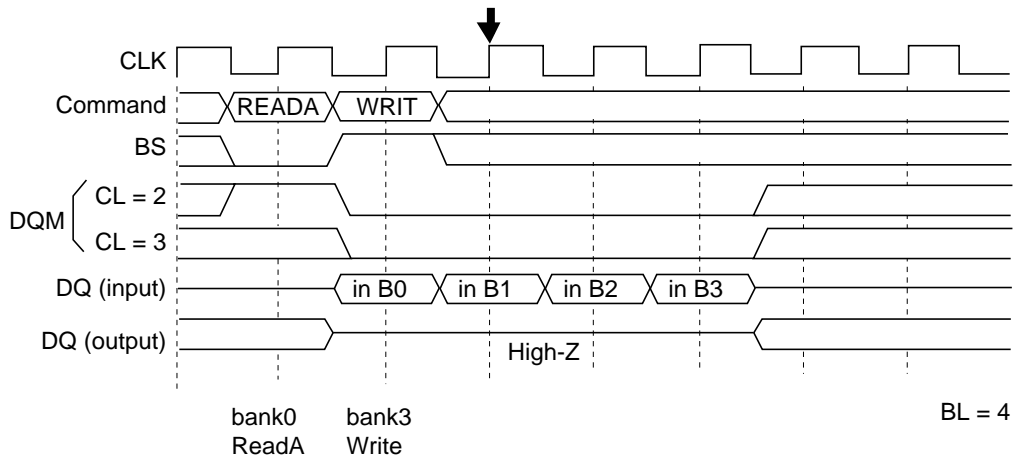 CLK
Command READA WRIT
BS
DQM CL = 2
CL = 3
DQ (input) in B0 in B1 in B2 in B3
DQ (output) High-Z
bank0 bank3 BL = 4
ReadA Write